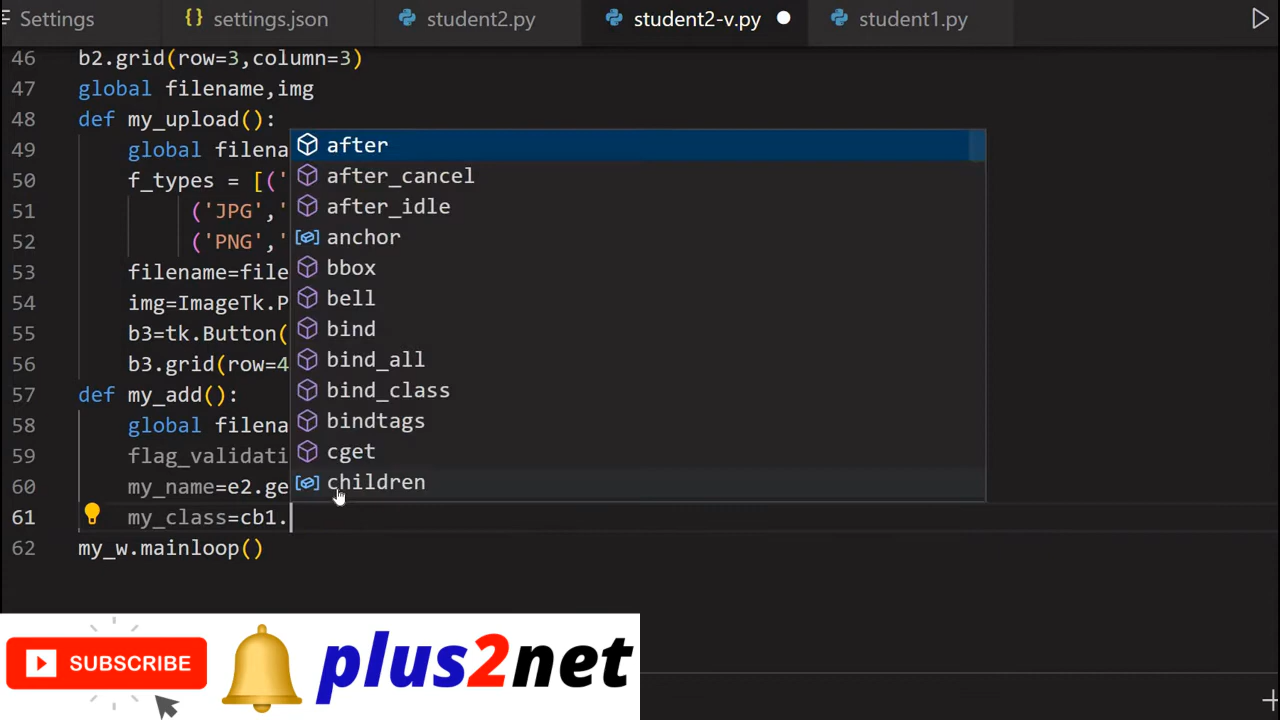 Settings
settings.json
student2.py
student2-v.py
student1.py
46 b2.grid(row=3,column=3)
47 global filename,img
48 def my_upload():
49 global filena
50 f_types = [('
51 ('JPG','
52 ('PNG','
53 filename=file
54 img=ImageTk.P
55 b3=tk.Button(
56 b3.grid(row=4
57 def my_add():
58 global filena
59 flag_validati
60 my_name=e2.ge
61 my_class=cb1.
62 my_w.mainloop()
after
after_cancel
after_idle
anchor
bbox
bell
bind
bind_all
bind_class
bindtags
cget
children
SUBSCRIBE
plus2net